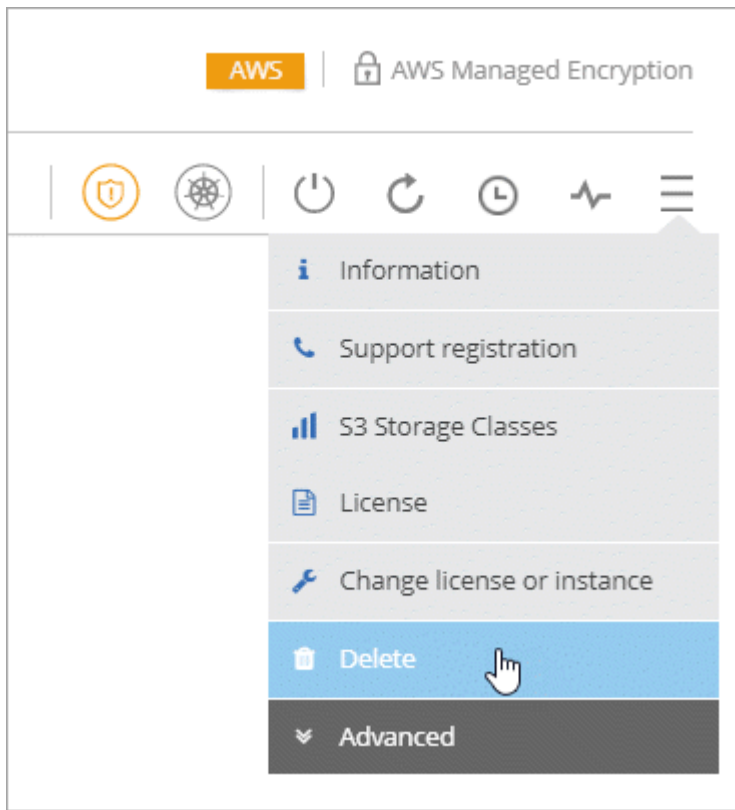 AWS
AWS Managed Encryption
Information
Support registration
S3 Storage Classes
License
Change license or instance
Delete
Advanced